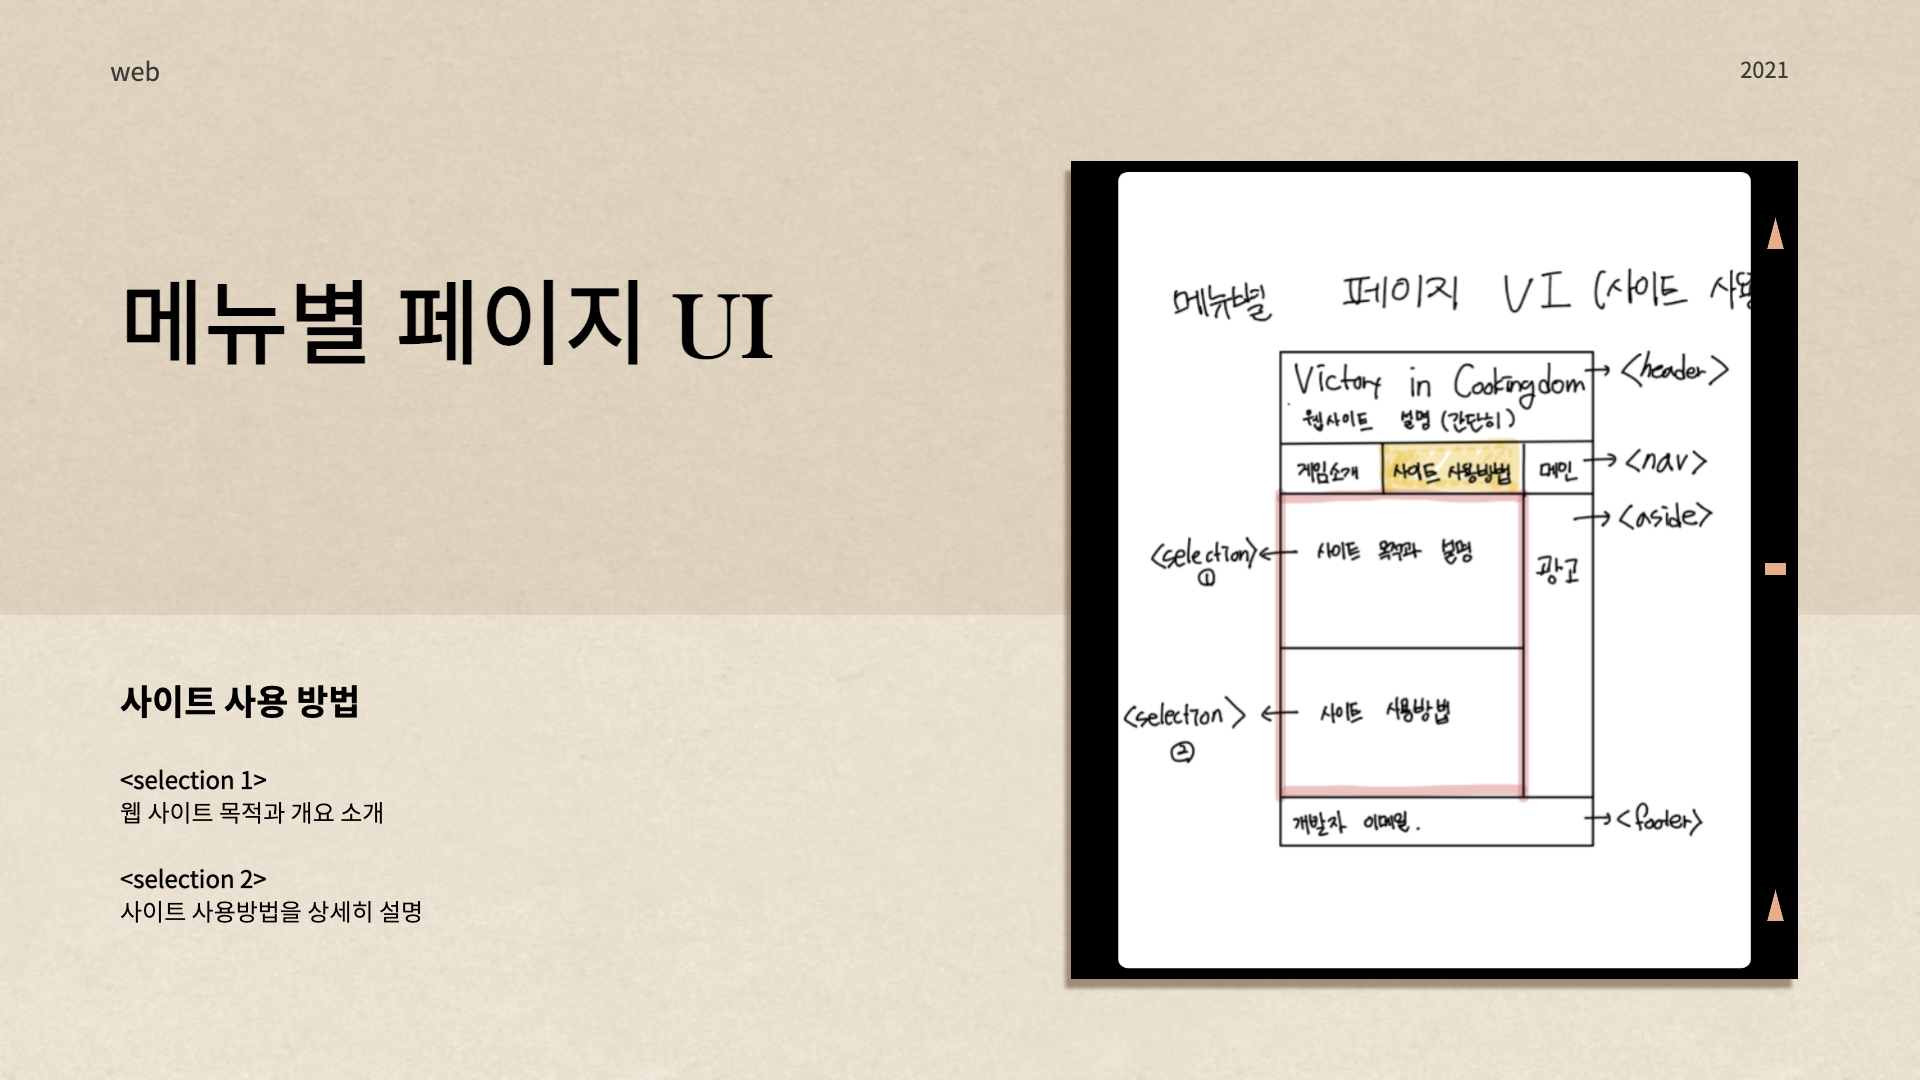 web
2021
메뉴별 페이지 UI
사이트 사용 방법
<selection 1>
웹 사이트 목적과 개요 소개
<selection 2>
사이트 사용방법을 상세히 설명
메뉴별 페이지 UI (사이트 사용
Victory in Cookingdom
웹사이트 설명 (간단히)
<header>
게임소개 사이트 사용방법 메인
<nav>
<aside>
<selection>
①
사이트 목적과 설명
광고
<selection>
②
사이트 사용방법
개발자 이메일.
<footer>